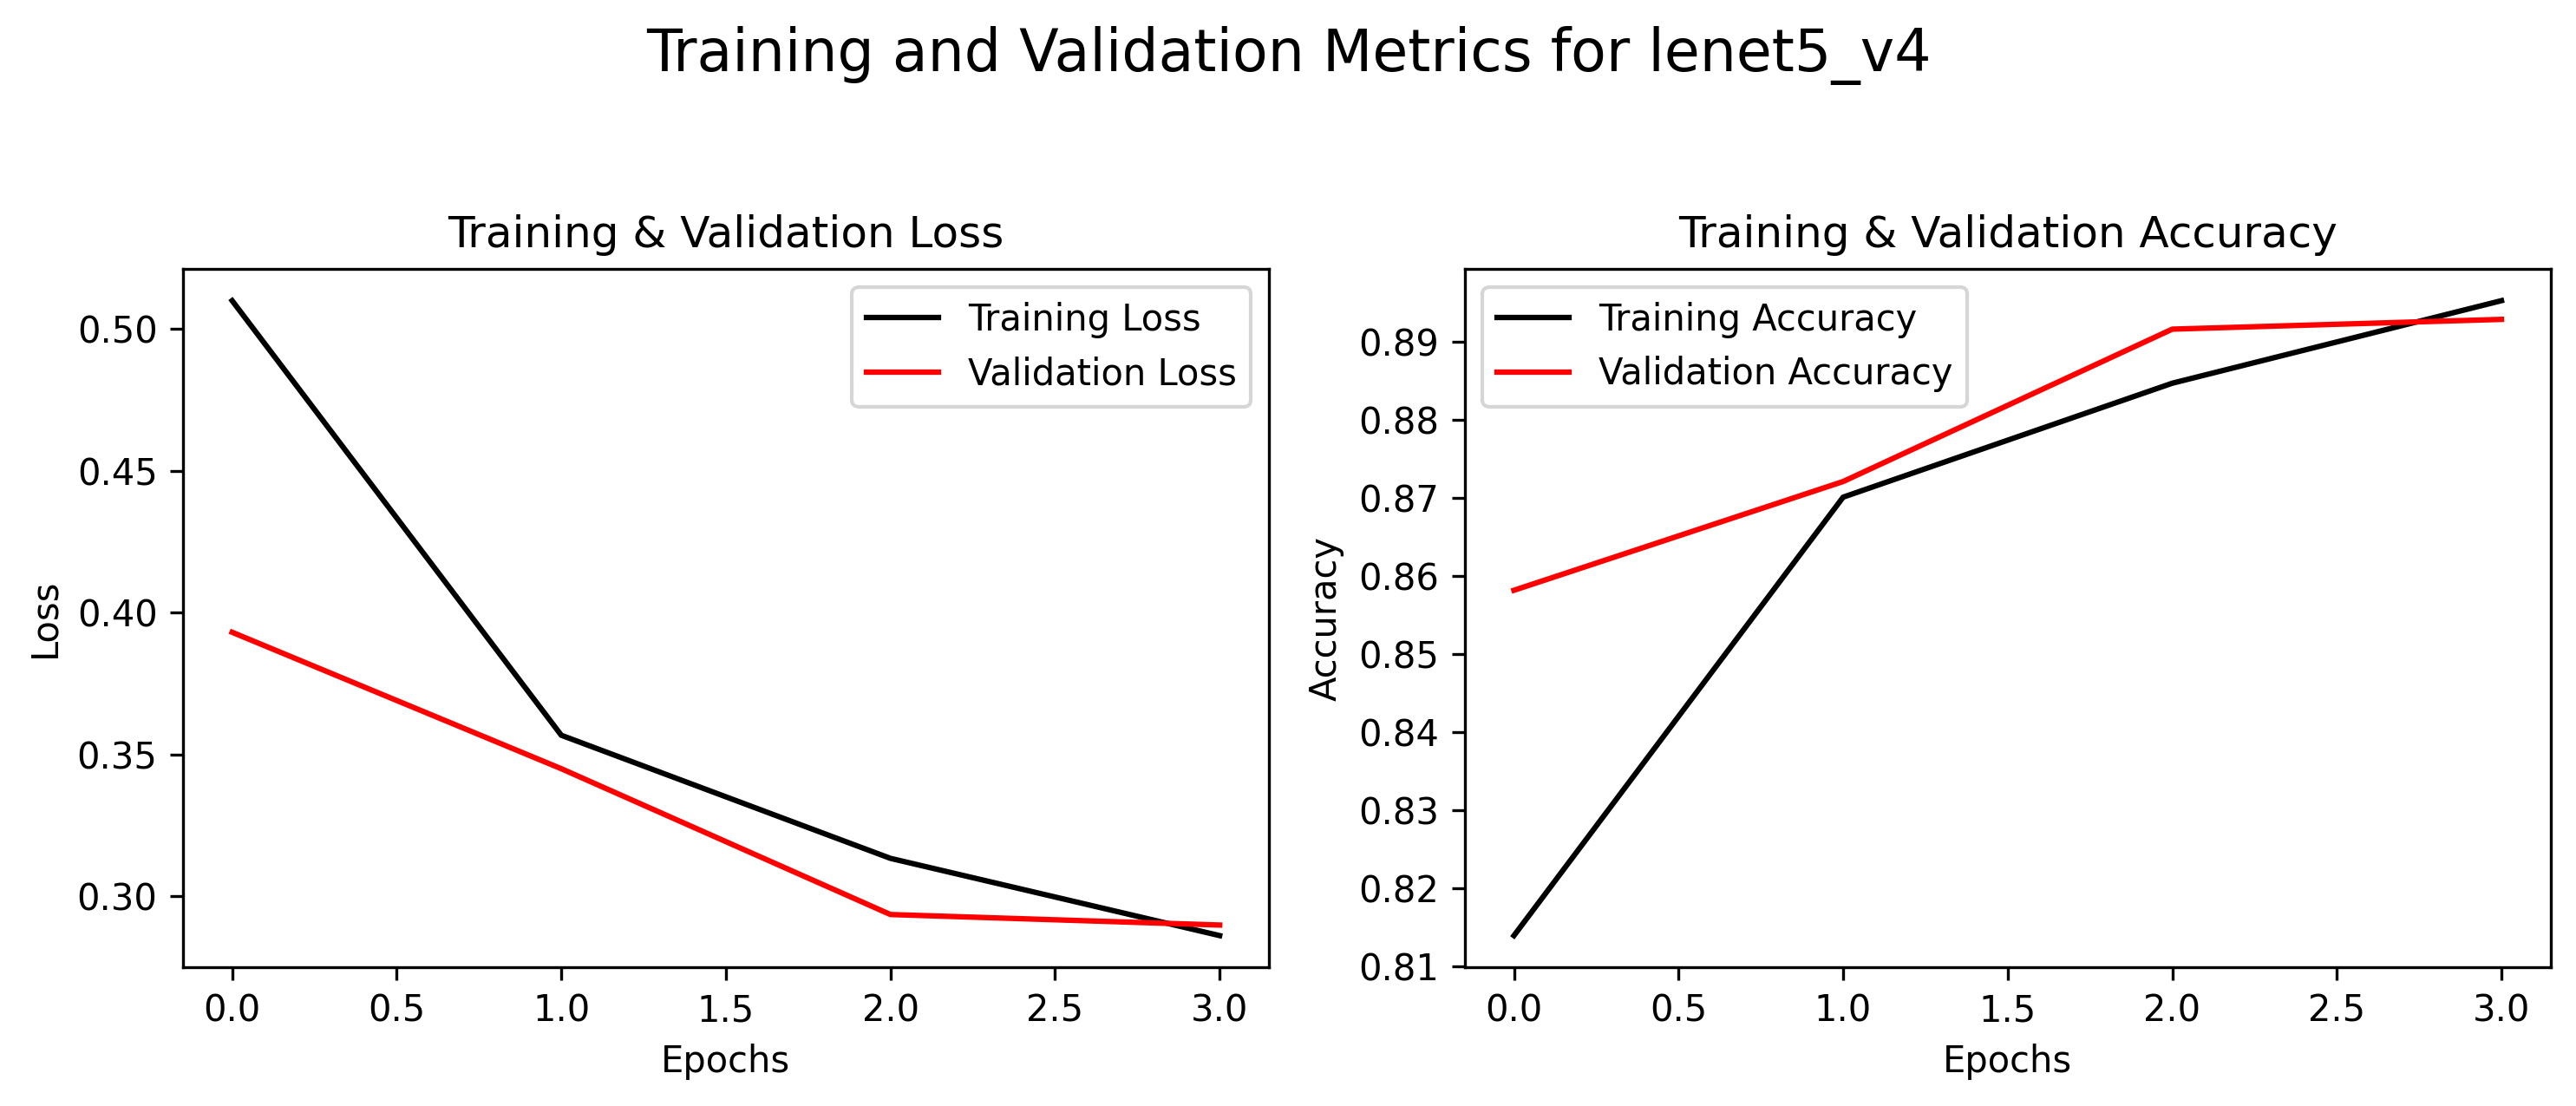 Training and Validation Metrics for lenet5_v4
Training & Validation Loss
0.50
0.45
0.40
0.35
0.30
Loss
Training Loss
Validation Loss
0.0 0.5 1.0 1.5 2.0 2.5 3.0
Epochs
Training & Validation Accuracy
0.89
0.88
0.87
0.86
0.85
0.84
0.83
0.82
0.81
Accuracy
Training Accuracy
Validation Accuracy
0.0 0.5 1.0 1.5 2.0 2.5 3.0
Epochs